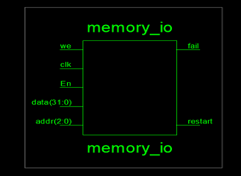 memory_io
we
fail
clk
En
data(31:0)
addr(2:0)
restart
memory_io